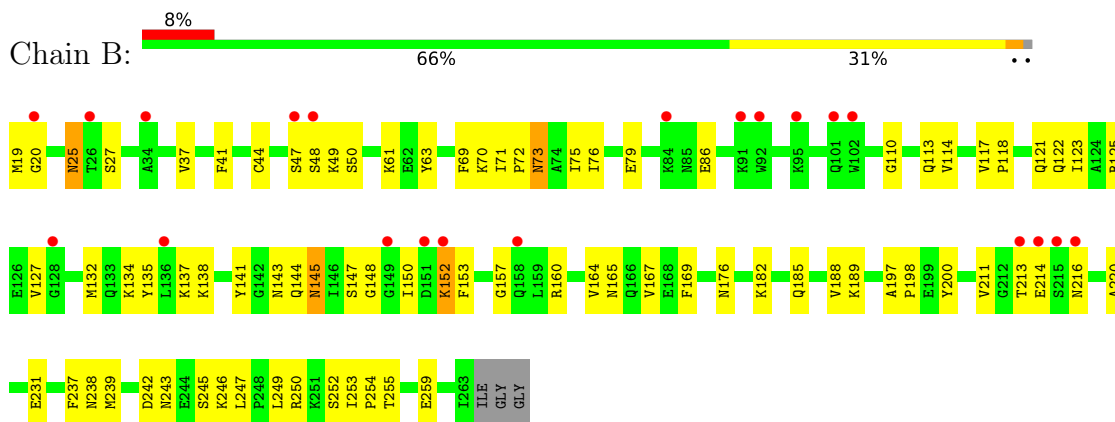 8%
Chain B:
66% 31% • •
M19 G20 N25 T26 S27 A34 V37 F41 C44 S47 S48 K49 S50 K61 E62 Y63 F69 K70 I71 P72 N73 A74 I75 I76 E79 K84 N85 E86 K91 W92 K95 Q101 W102 G110 Q113 V114 V117 P118 Q121 Q122 I123 A124
E126 V127 G128 M132 Q133 K134 Y135 L136 K137 K138 Y141 G142 N143 Q144 N145 I146 S147 G148 G149 I150 D151 K152 F153 G157 Q158 L159 R160 V164 N165 Q166 V167 E168 F169 N176 K182 Q185 V188 K189 A197 P198 E199 Y200 V211 G212 T213 E214 S215 N216
E231 F237 N238 M239 D242 N243 E244 S245 K246 L247 P248 L249 R250 K251 S252 I253 P254 T255 E259 I263 ILE GLY GLY